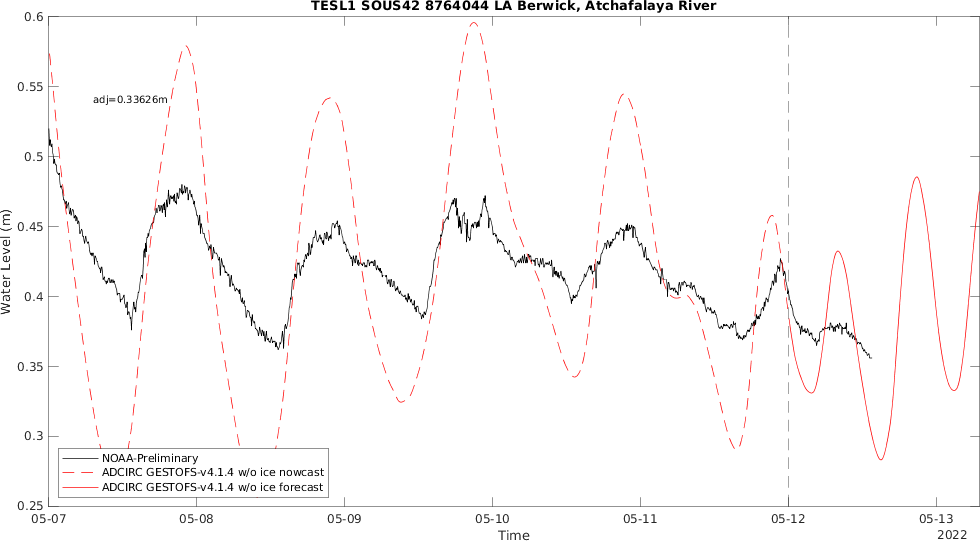 TESL1 SOUS42 8764044 LA Berwick, Atchafalaya River
0.6
0.55
0.5
0.45
0.4
0.35
0.3
0.25
Water Level (m)
adj=0.33626m
NOAA-Preliminary
ADCIRC GESTOFS-v4.1.4 w/o ice nowcast
ADCIRC GESTOFS-v4.1.4 w/o ice forecast
05-07 05-08 05-09 05-10 05-11 05-12 05-13
Time
2022